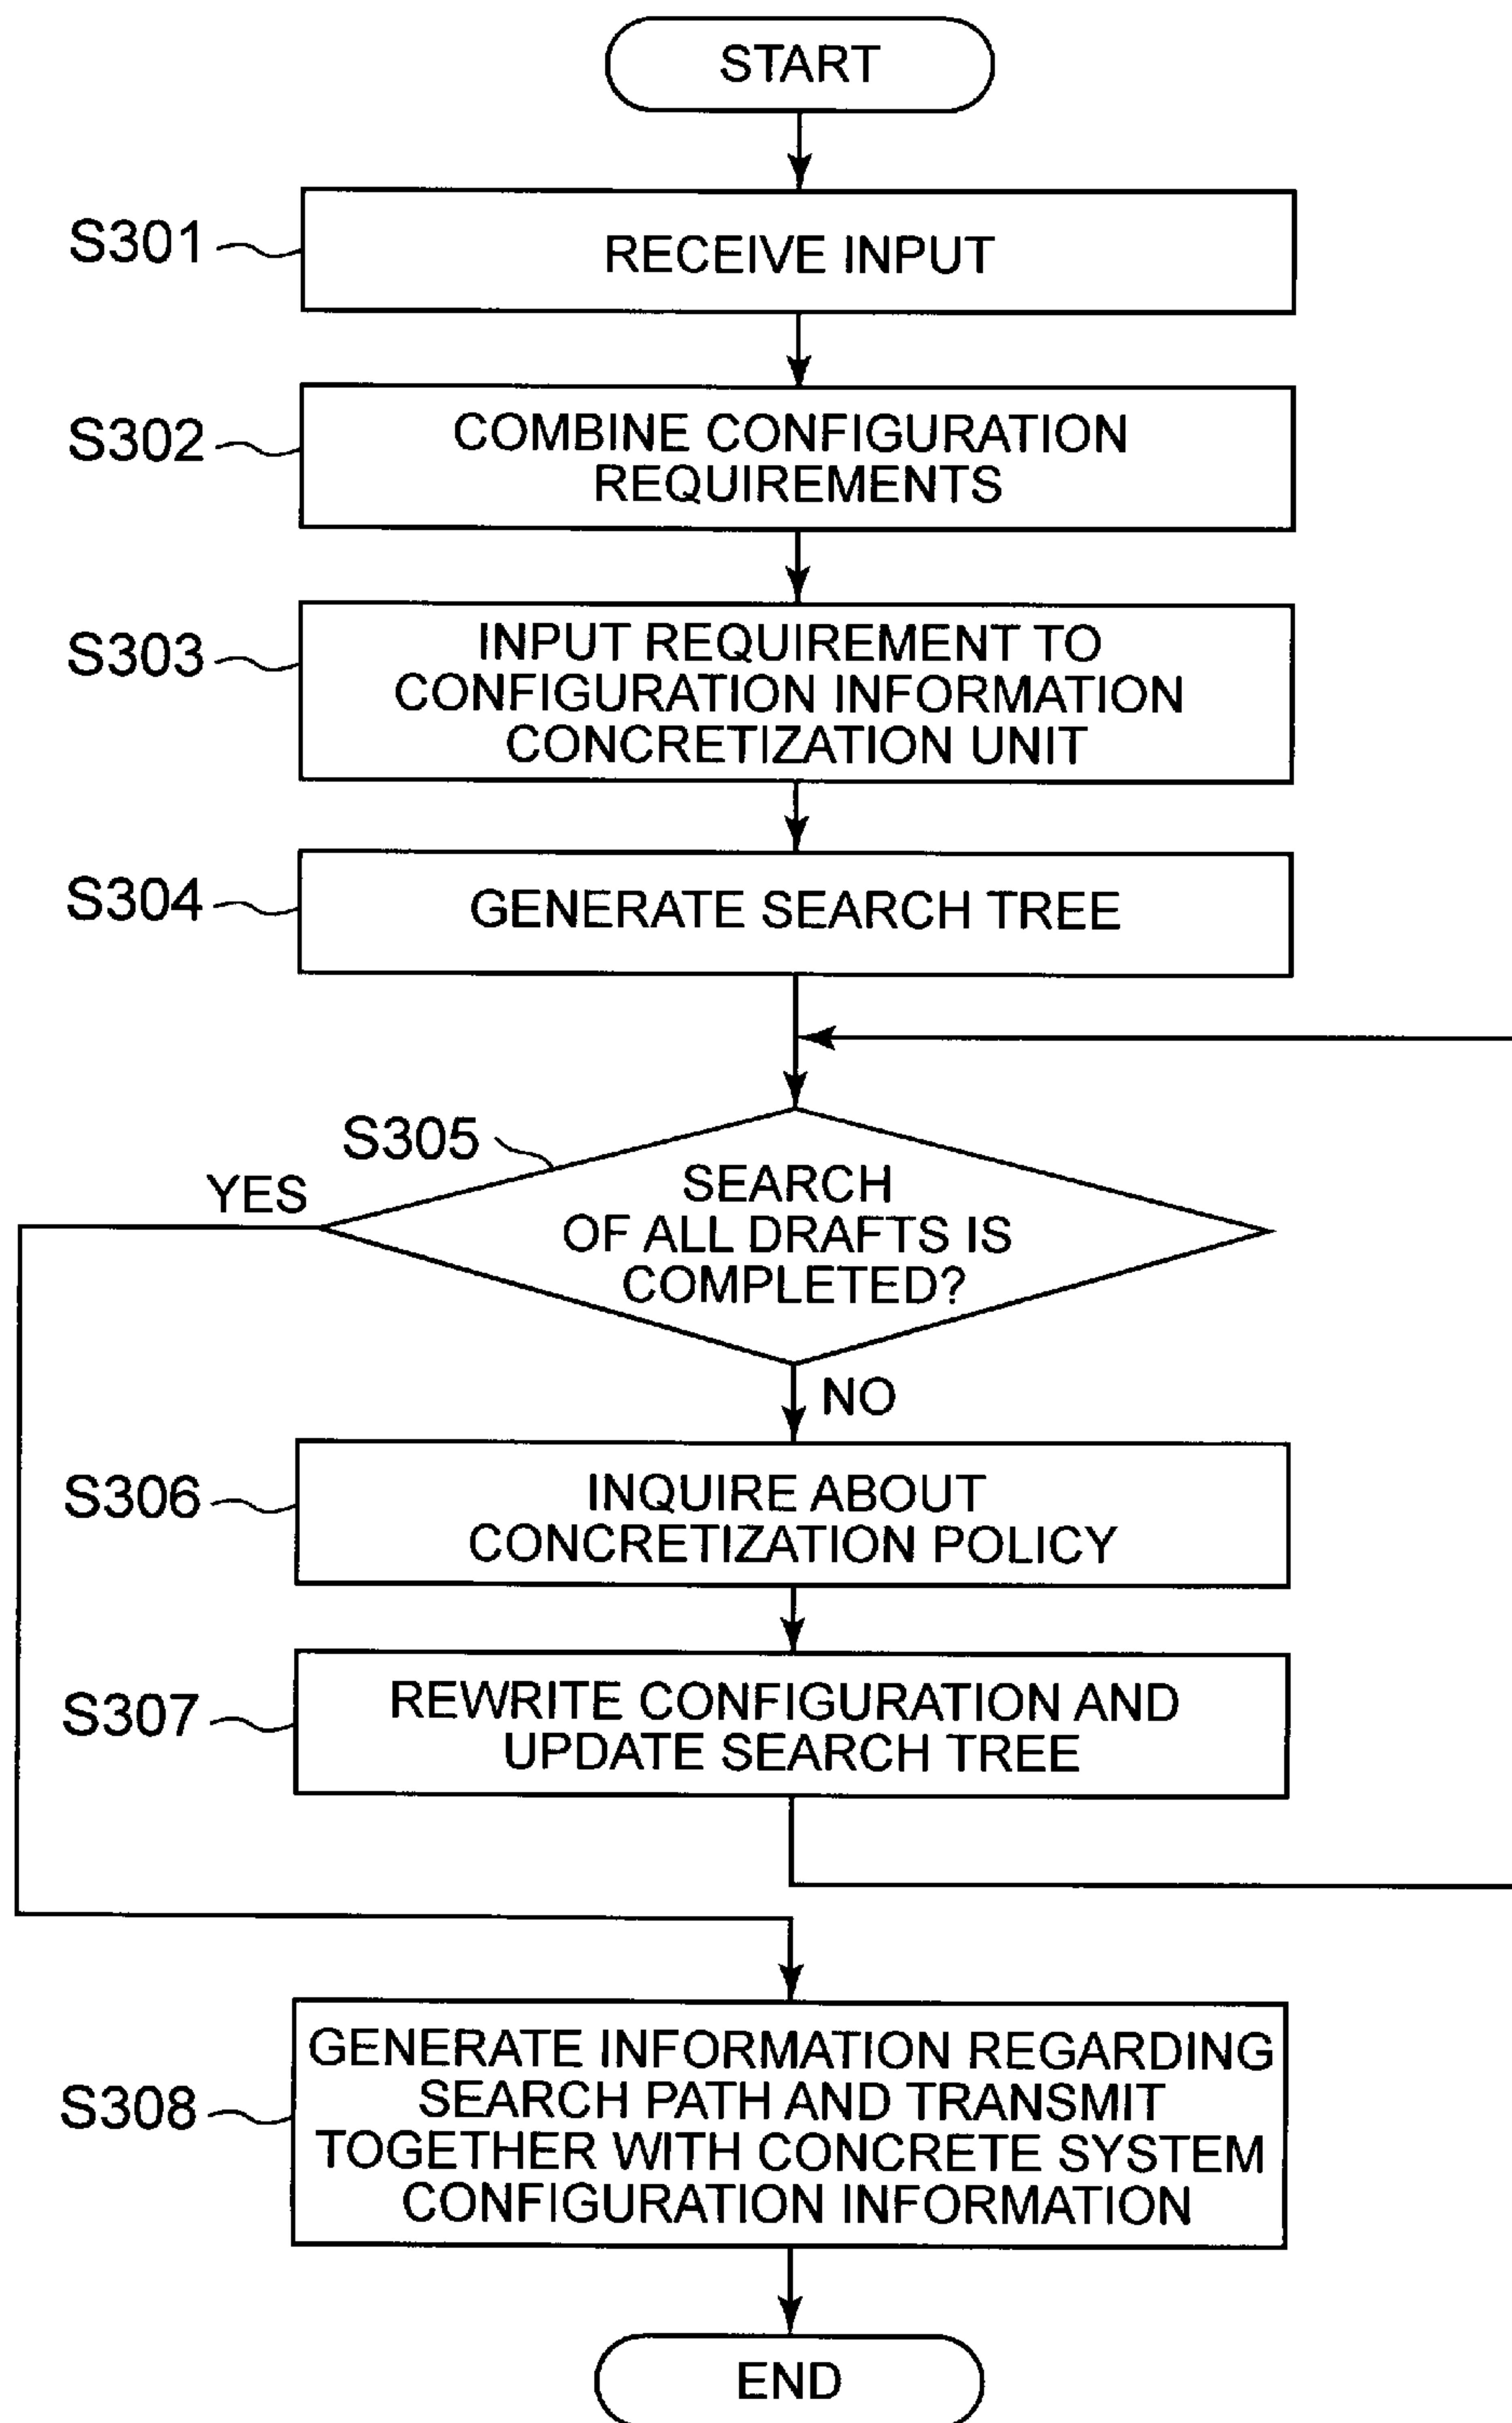 START
S301
RECEIVE INPUT
S302
COMBINE CONFIGURATION
REQUIREMENTS
S303
INPUT REQUIREMENT TO
CONFIGURATION INFORMATION
CONCRETIZATION UNIT
S304
GENERATE SEARCH TREE
S305
YES
SEARCH
OF ALL DRAFTS IS
COMPLETED?
NO
S306
INQUIRE ABOUT
CONCRETIZATION POLICY
S307
REWRITE CONFIGURATION AND
UPDATE SEARCH TREE
S308
GENERATE INFORMATION REGARDING
SEARCH PATH AND TRANSMIT
TOGETHER WITH CONCRETE SYSTEM
CONFIGURATION INFORMATION
END